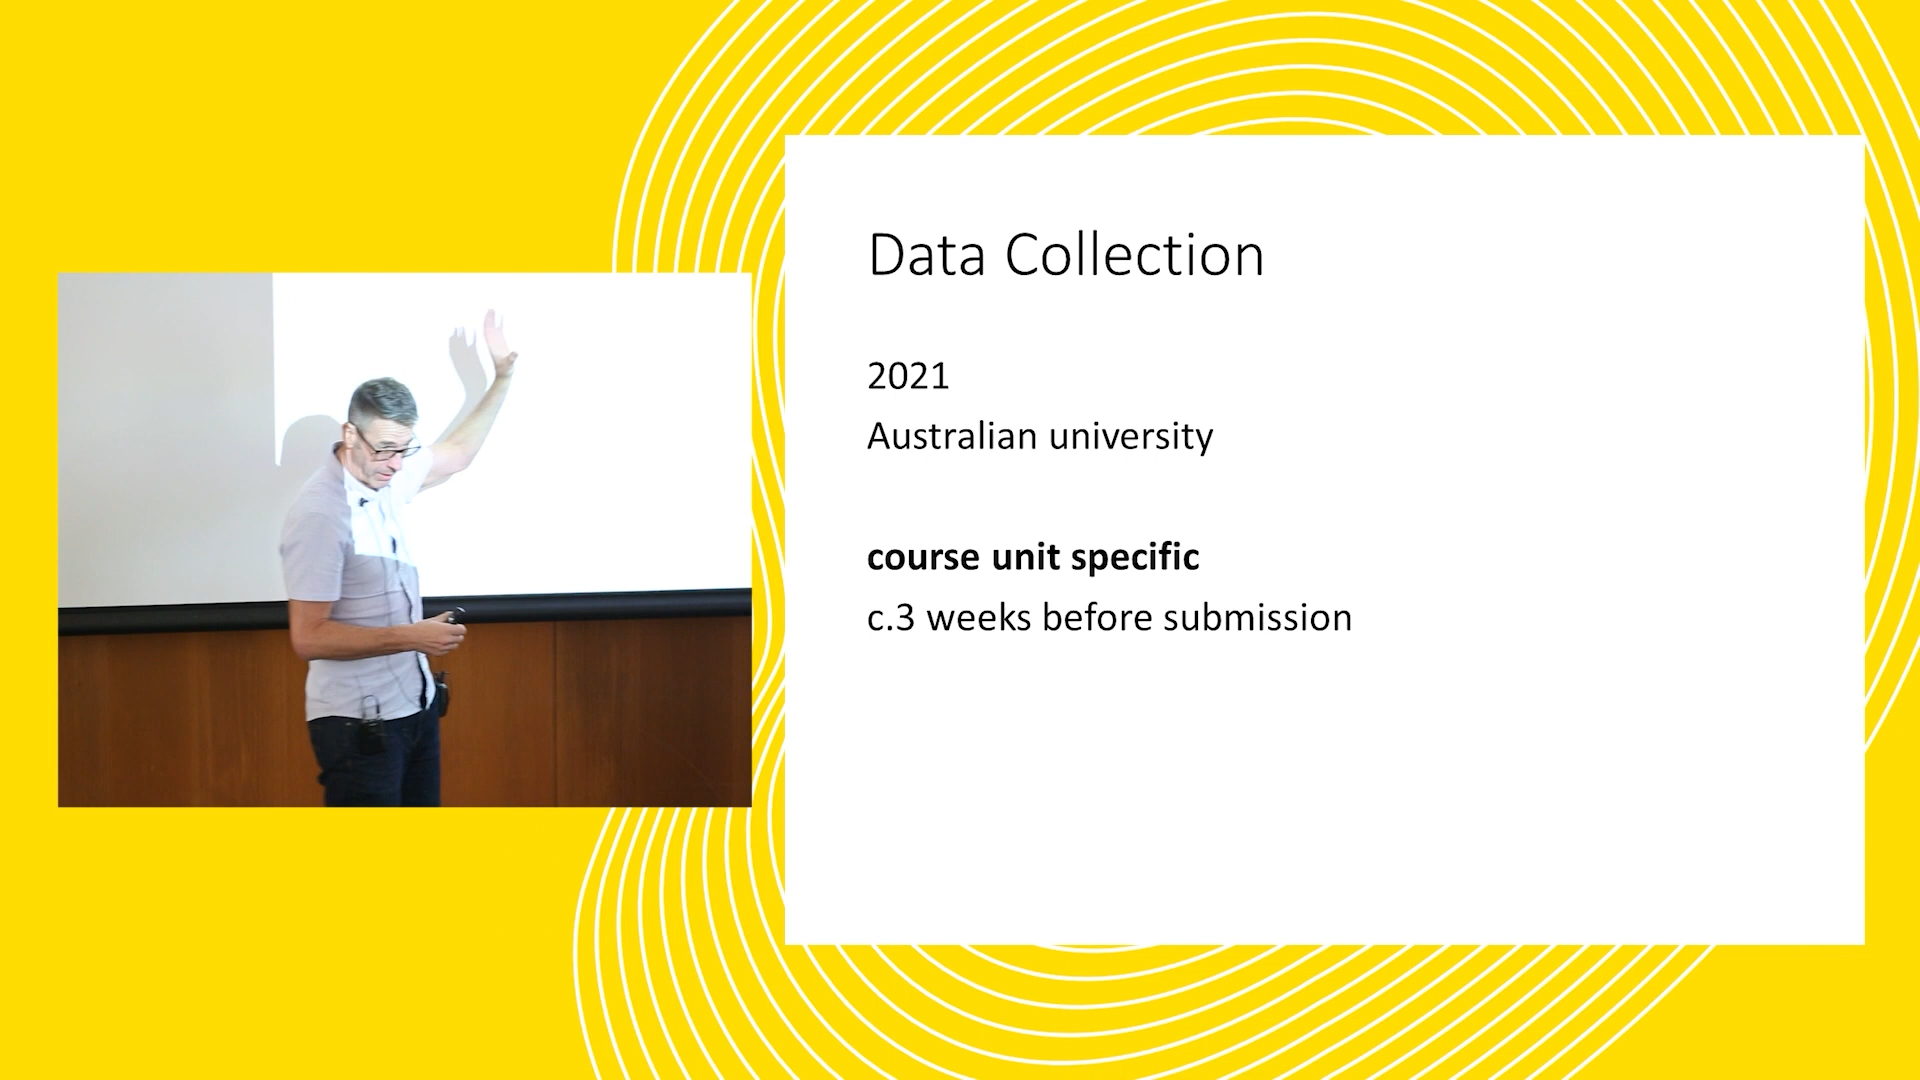 Data Collection
2021
Australian university
course unit specific
c.3 weeks before submission